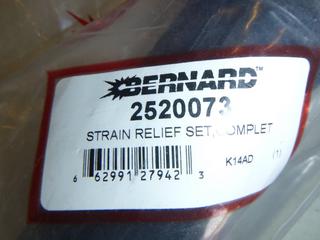 BERNARD™
2520073
STRAIN RELIEF SET,COMPLET
K14AD (1)
6 62991 27942 3